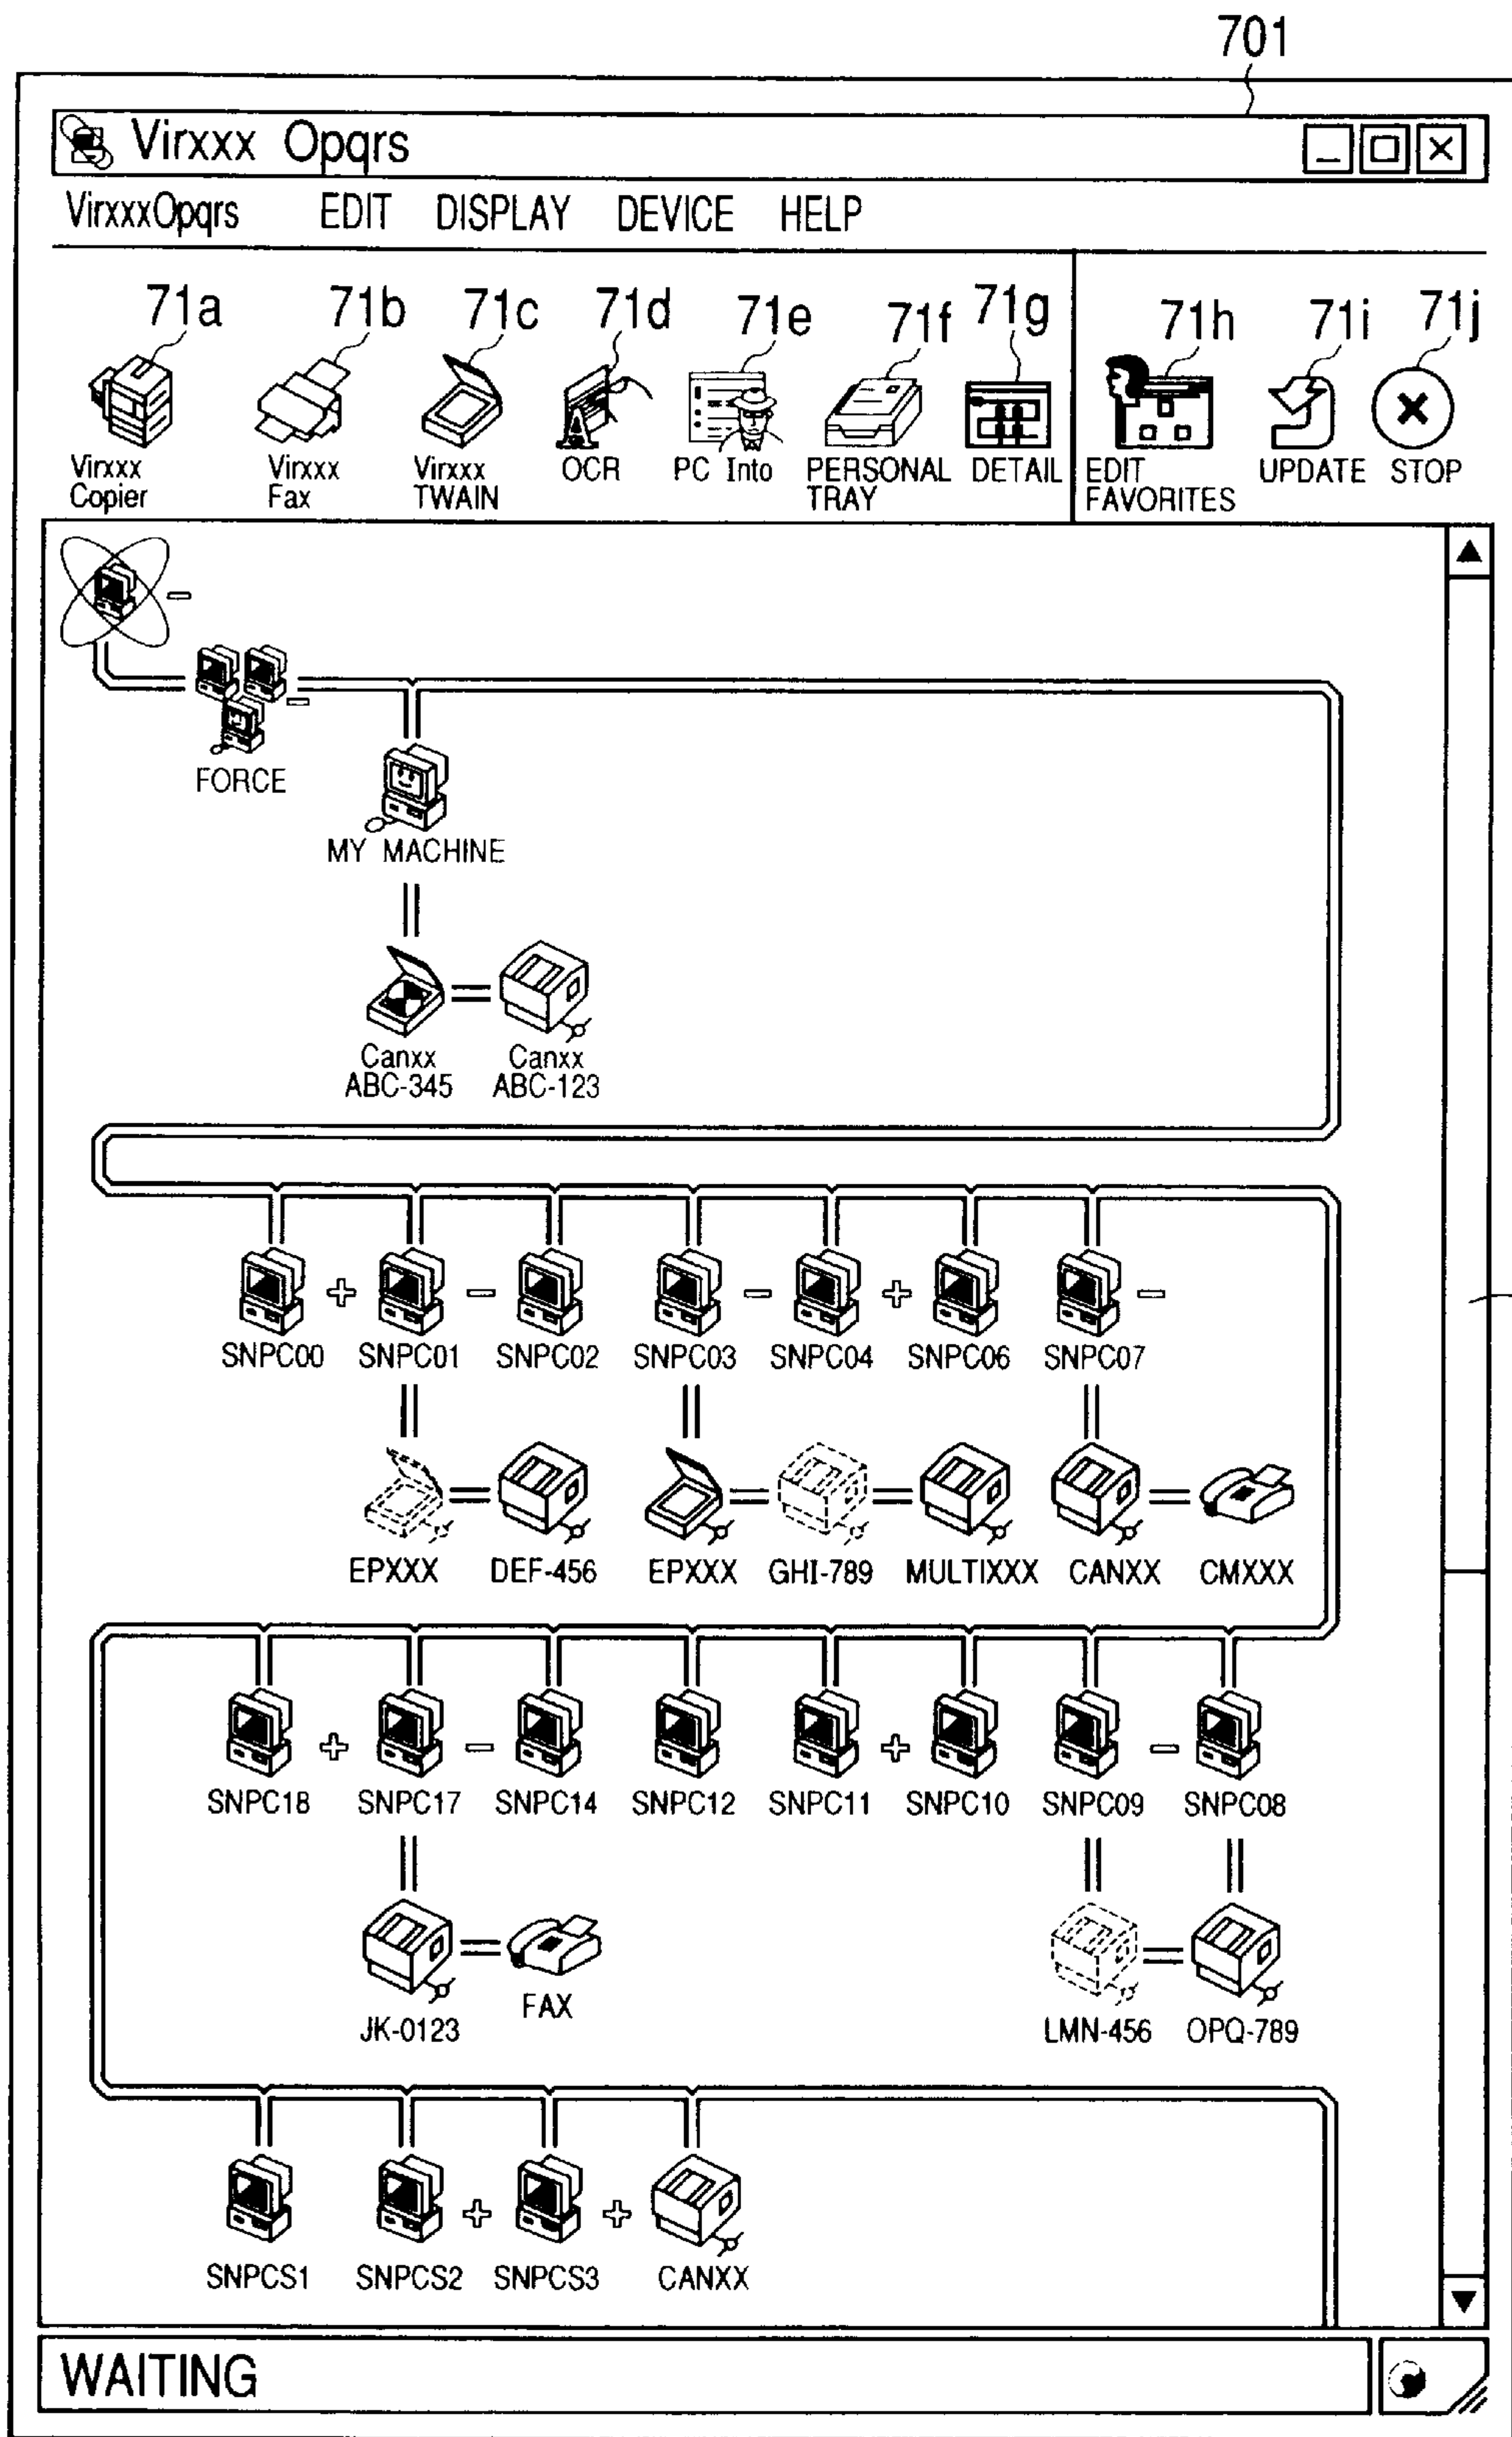 701
Virxxx Opqrs
VirxxxOpqrs EDIT DISPLAY DEVICE HELP
71a 71b 71c 71d 71e 71f 71g 71h 71i 71j
Virxxx Copier
Virxxx Fax
Virxxx TWAIN
OCR
PC Into
PERSONAL TRAY
DETAIL
EDIT FAVORITES
UPDATE
STOP
FORCE
MY MACHINE
Canxx ABC-345
Canxx ABC-123
SNPC00 SNPC01 SNPC02 SNPC03 SNPC04 SNPC06 SNPC07
EPXXX DEF-456 EPXXX GHI-789 MULTIXXX CANXX CMXXX
SNPC18 SNPC17 SNPC14 SNPC12 SNPC11 SNPC10 SNPC09 SNPC08
JK-0123 FAX LMN-456 OPQ-789
SNPCS1 SNPCS2 SNPCS3 CANXX
WAITING